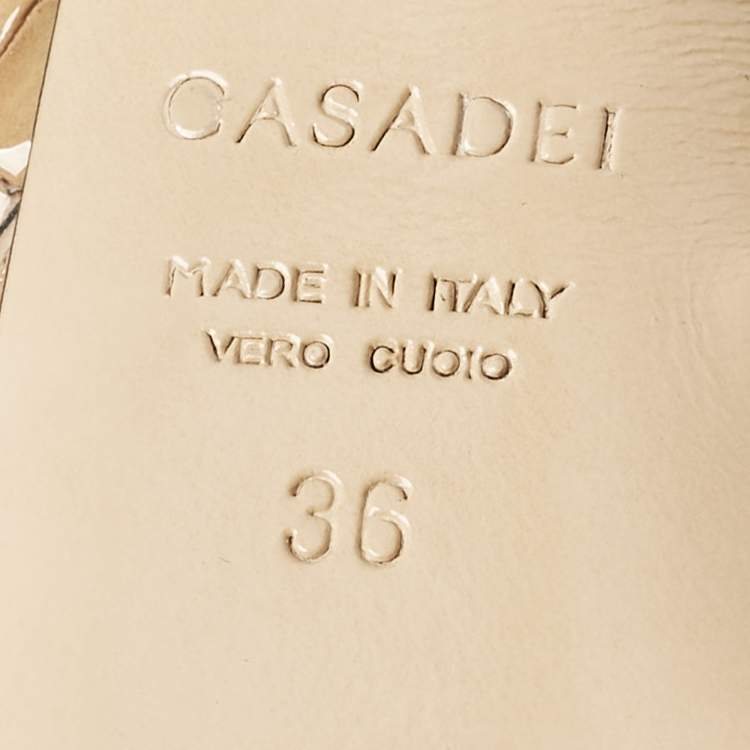 CASADEI
MADE IN ITALY
VERO CUOIO
36